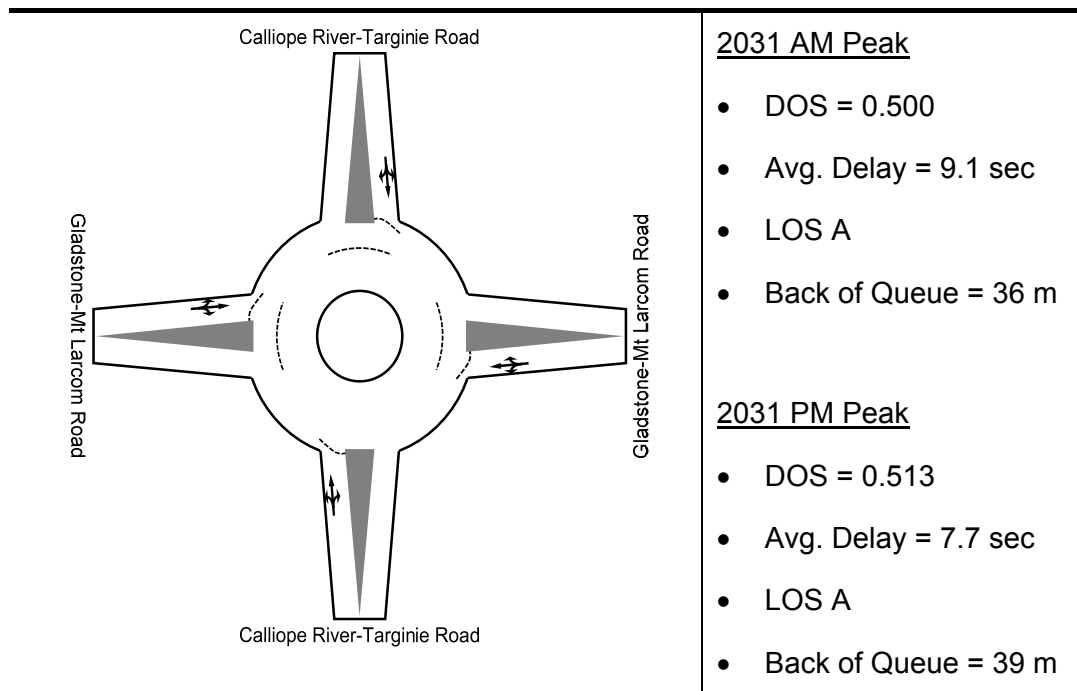 Calliope River-Targinie Road
Gladstone-Mt Larcom Road
Gladstone-Mt Larcom Road
Calliope River-Targinie Road
2031 AM Peak
• DOS = 0.500
• Avg. Delay = 9.1 sec
• LOS A
• Back of Queue = 36 m
2031 PM Peak
• DOS = 0.513
• Avg. Delay = 7.7 sec
• LOS A
• Back of Queue = 39 m